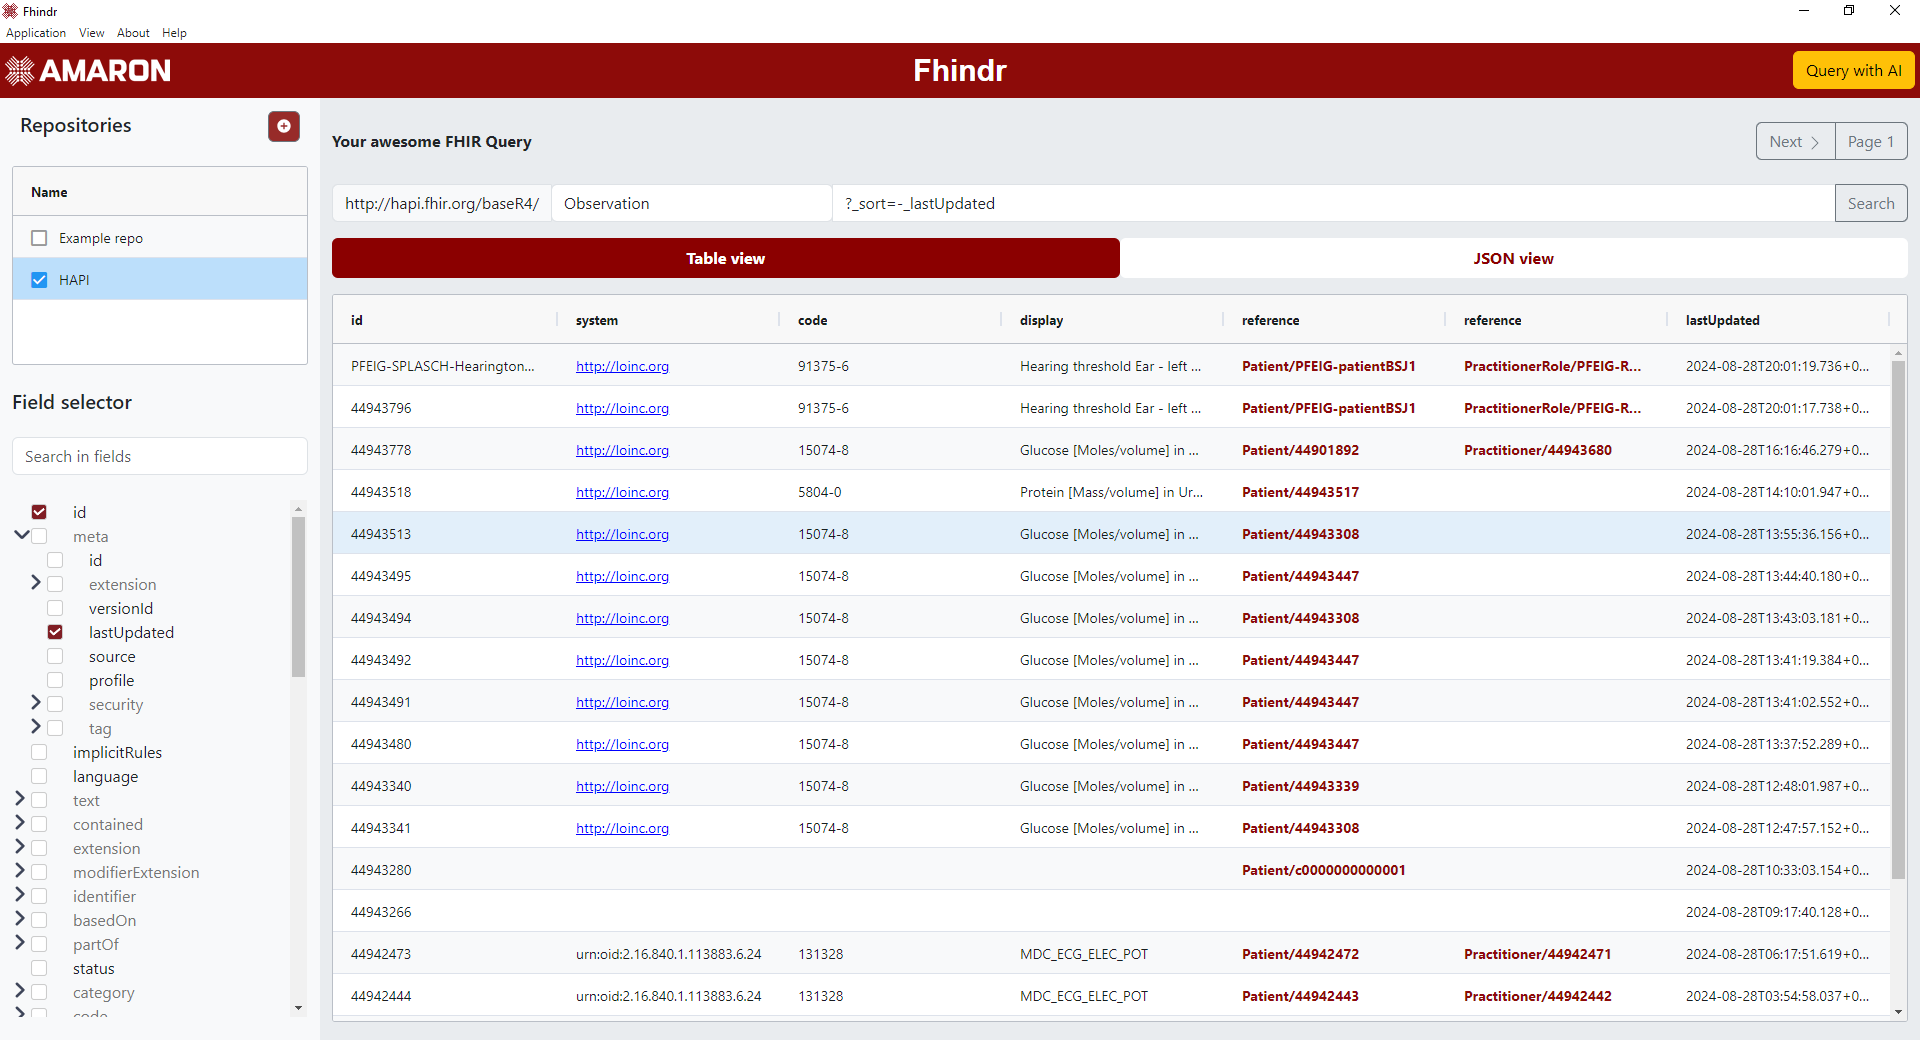 Fhindr
Application View About Help
AMARON
Fhindr
Query with AI
Repositories
Name
Example repo
HAPI
Field selector
Search in fields
id
meta
id
extension
versionId
lastUpdated
source
profile
security
tag
implicitRules
language
text
contained
extension
modifierExtension
identifier
basedOn
partOf
status
category
code
Your awesome FHIR Query
Next Page 1
http://hapi.fhir.org/baseR4/ Observation ?_sort=-_lastUpdated Search
Table view JSON view
id system code display reference reference lastUpdated
PFEIG-SPLASCH-Hearington... http://loinc.org 91375-6 Hearing threshold Ear - left ... Patient/PFEIG-patientBSJ1 PractitionerRole/PFEIG-R... 2024-08-28T20:01:19.736+0...
44943796 http://loinc.org 91375-6 Hearing threshold Ear - left ... Patient/PFEIG-patientBSJ1 PractitionerRole/PFEIG-R... 2024-08-28T20:01:17.738+0...
44943778 http://loinc.org 15074-8 Glucose [Moles/volume] in ... Patient/44901892 Practitioner/44943680 2024-08-28T16:16:46.279+0...
44943518 http://loinc.org 5804-0 Protein [Mass/volume] in Ur... Patient/44943517 2024-08-28T14:10:01.947+0...
44943513 http://loinc.org 15074-8 Glucose [Moles/volume] in ... Patient/44943308 2024-08-28T13:55:36.156+0...
44943495 http://loinc.org 15074-8 Glucose [Moles/volume] in ... Patient/44943447 2024-08-28T13:44:40.180+0...
44943494 http://loinc.org 15074-8 Glucose [Moles/volume] in ... Patient/44943308 2024-08-28T13:43:03.181+0...
44943492 http://loinc.org 15074-8 Glucose [Moles/volume] in ... Patient/44943447 2024-08-28T13:41:19.384+0...
44943491 http://loinc.org 15074-8 Glucose [Moles/volume] in ... Patient/44943447 2024-08-28T13:41:02.552+0...
44943480 http://loinc.org 15074-8 Glucose [Moles/volume] in ... Patient/44943447 2024-08-28T13:37:52.289+0...
44943340 http://loinc.org 15074-8 Glucose [Moles/volume] in ... Patient/44943339 2024-08-28T12:48:01.987+0...
44943341 http://loinc.org 15074-8 Glucose [Moles/volume] in ... Patient/44943308 2024-08-28T12:47:57.152+0...
44943280 Patient/c0000000000001 2024-08-28T10:33:03.154+0...
44943266 2024-08-28T09:17:40.128+0...
44942473 urn:oid:2.16.840.1.113883.6.24 131328 MDC_ECG_ELEC_POT Patient/44942472 Practitioner/44942471 2024-08-28T06:17:51.619+0...
44942444 urn:oid:2.16.840.1.113883.6.24 131328 MDC_ECG_ELEC_POT Patient/44942443 Practitioner/44942442 2024-08-28T03:54:58.037+0...